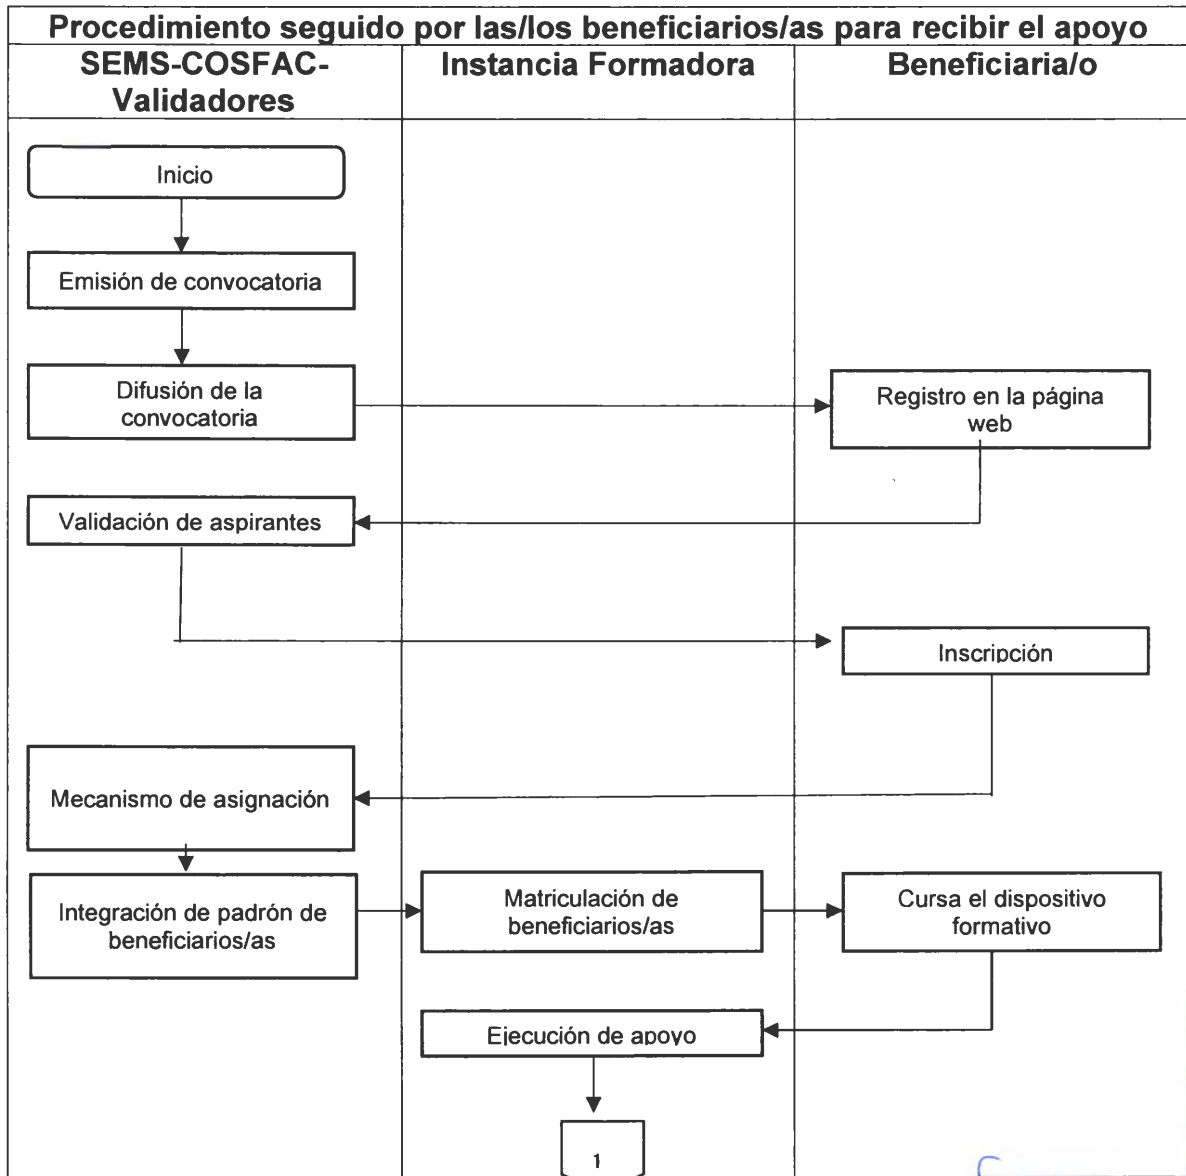 Procedimiento seguido por las/los beneficiarios/as para recibir el apoyo
SEMS-COSFAC-
Validadores
Instancia Formadora
Beneficiaria/o
Inicio
Emisión de convocatoria
Difusión de la
convocatoria
Registro en la página
web
Validación de aspirantes
Inscripción
Mecanismo de asignación
Integración de padrón de
beneficiarios/as
Matriculación de
beneficiarios/as
Cursa el dispositivo
formativo
Ejecución de apoyo
1